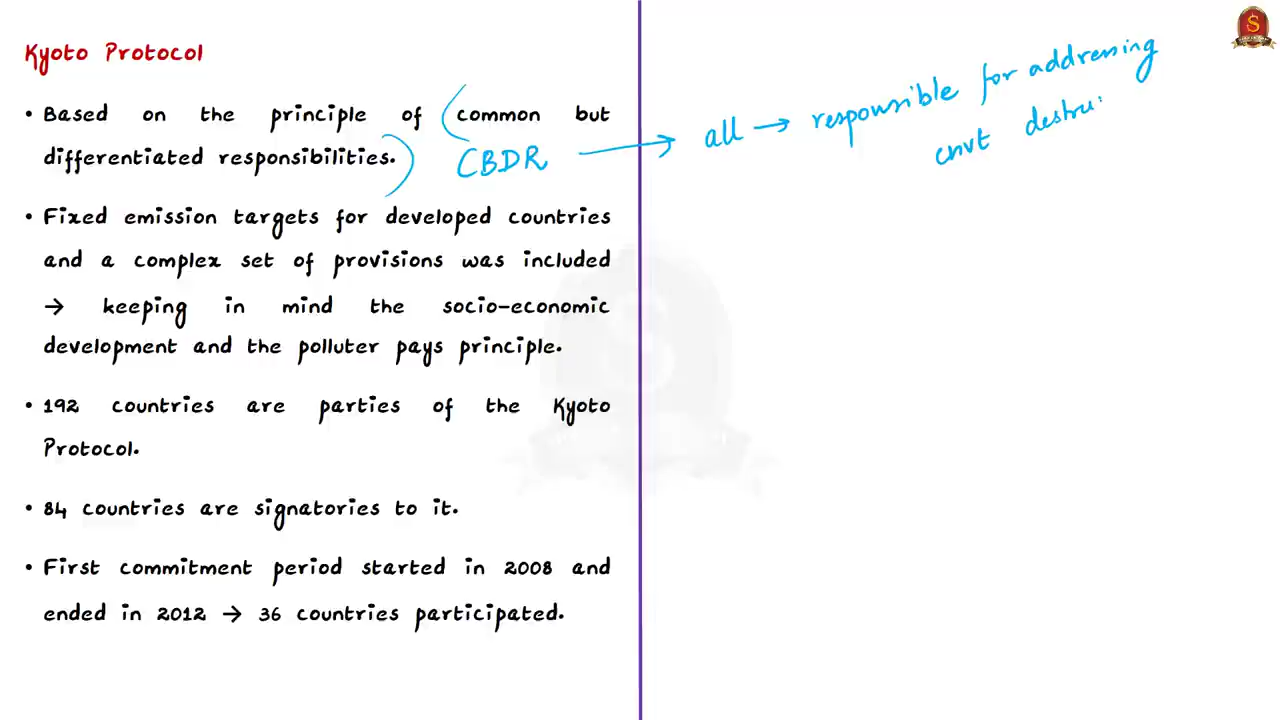 Kyoto Protocol
• Based on the principle of common but
differentiated responsibilities.
CBDR → all → responsible for addressing
envt destru
• Fixed emission targets for developed countries
and a complex set of provisions was included
→ keeping in mind the socio-economic
development and the polluter pays principle.
• 192 countries are parties of the Kyoto
Protocol.
• 84 countries are signatories to it.
• First commitment period started in 2008 and
ended in 2012 → 36 countries participated.